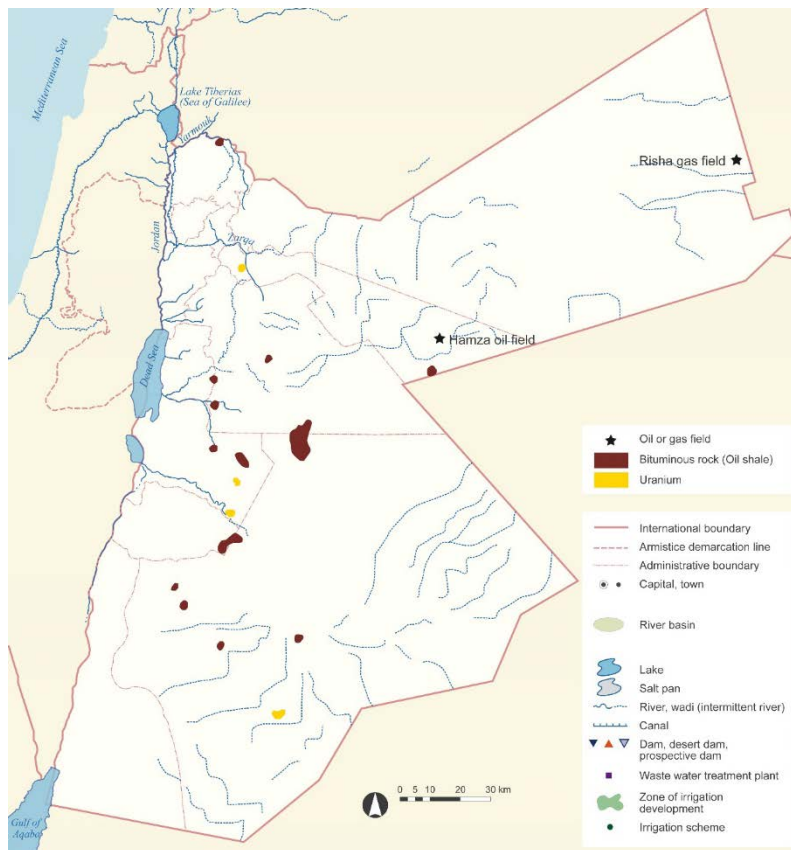 Mediterranean Sea
Lake Tiberias
(Sea of Galilee)
Yarmouk
Risha gas field
Jordan
Zarqa
Hamza oil field
Dead Sea
Oil or gas field
Bituminous rock (Oil shale)
Uranium
International boundary
Armistice demarcation line
Administrative boundary
Capital, town
River basin
Lake
Salt pan
River, wadi (intermittent river)
Canal
Dam, desert dam,
prospective dam
Waste water treatment plant
Zone of irrigation
development
Irrigation scheme
0 5 10 20 30 km
Gulf of
Aqaba